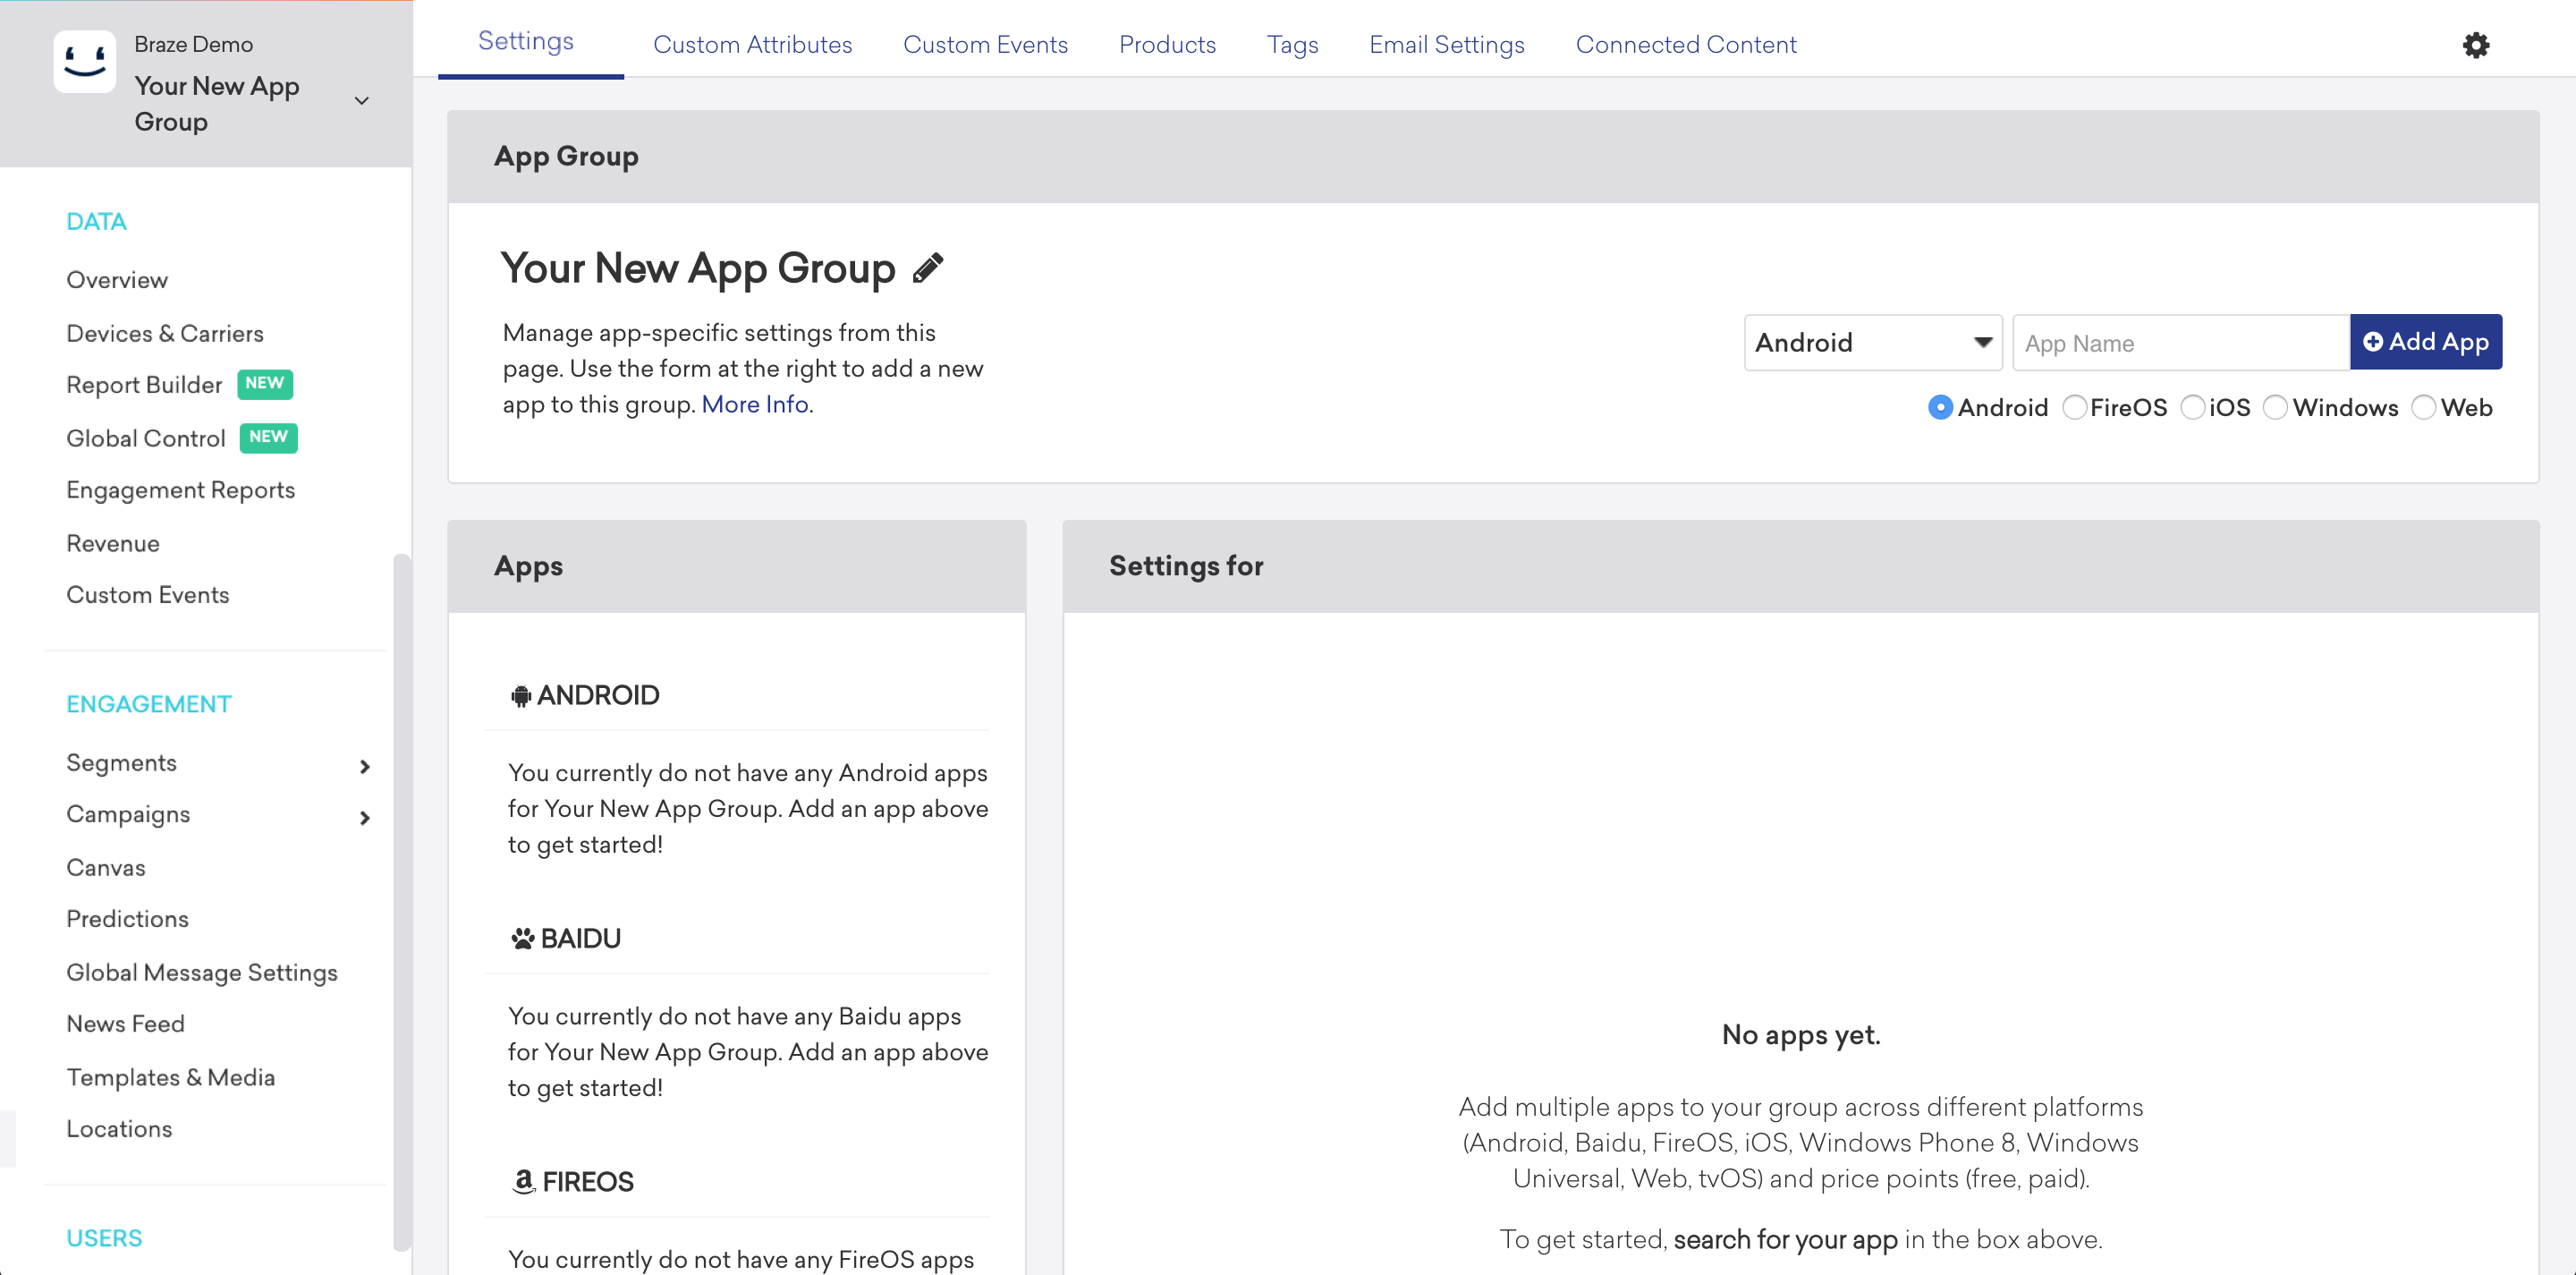 Braze Demo
Your New App
Group
DATA
Overview
Devices & Carriers
Report Builder NEW
Global Control NEW
Engagement Reports
Revenue
Custom Events
ENGAGEMENT
Segments
Campaigns
Canvas
Predictions
Global Message Settings
News Feed
Templates & Media
Locations
USERS
Settings Custom Attributes Custom Events Products Tags Email Settings Connected Content
App Group
Your New App Group
Manage app-specific settings from this
page. Use the form at the right to add a new
app to this group. More Info.
Android App Name Add App
Android FireOS iOS Windows Web
Apps
ANDROID
You currently do not have any Android apps
for Your New App Group. Add an app above
to get started!
BAIDU
You currently do not have any Baidu apps
for Your New App Group. Add an app above
to get started!
FIREOS
You currently do not have any FireOS apps
Settings for
No apps yet.
Add multiple apps to your group across different platforms
(Android, Baidu, FireOS, iOS, Windows Phone 8, Windows
Universal, Web, tvOS) and price points (free, paid).
To get started, search for your app in the box above.